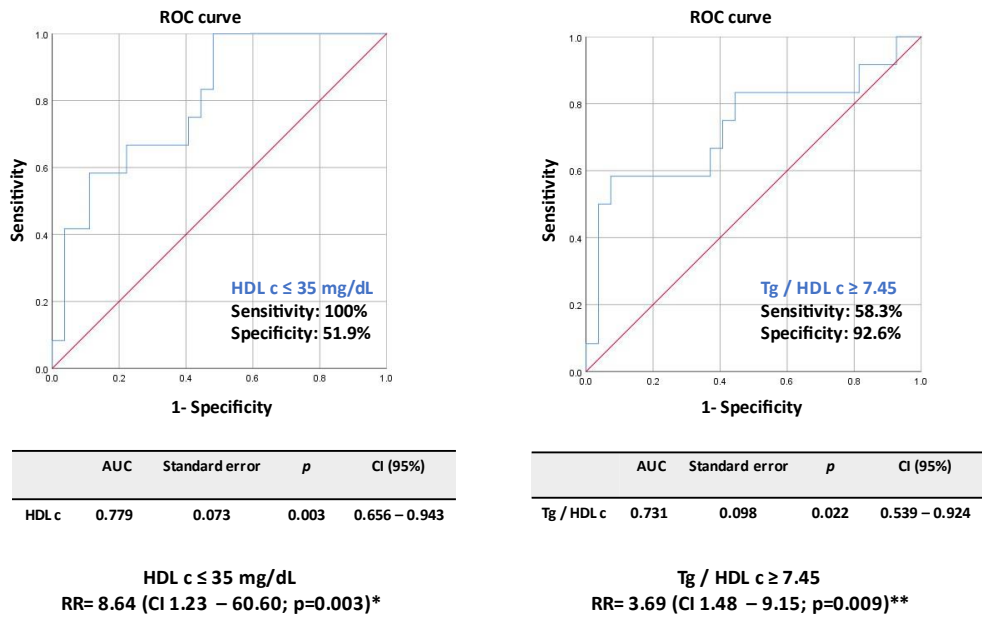 ROC curve
1.0
0.8
0.6
0.4
0.2
0.0
Sensitivity
0.0 0.2 0.4 0.6 0.8 1.0
1- Specificity
HDL c ≤ 35 mg/dL
Sensitivity: 100%
Specificity: 51.9%
AUC Standard error p CI (95%)
HDL c 0.779 0.073 0.003 0.656 – 0.943
HDL c ≤ 35 mg/dL
RR= 8.64 (CI 1.23 – 60.60; p=0.003)*
ROC curve
1.0
0.8
0.6
0.4
0.2
0.0
Sensitivity
0.0 0.2 0.4 0.6 0.8 1.0
1- Specificity
Tg / HDL c ≥ 7.45
Sensitivity: 58.3%
Specificity: 92.6%
AUC Standard error p CI (95%)
Tg / HDL c 0.731 0.098 0.022 0.539 – 0.924
Tg / HDL c ≥ 7.45
RR= 3.69 (CI 1.48 – 9.15; p=0.009)**